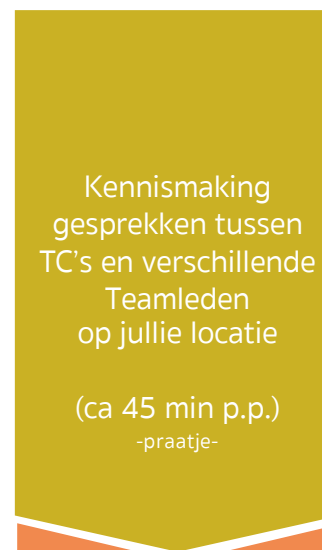 Kennismaking
gesprekken tussen
TC's en verschillende
Teamleden
op jullie locatie
(ca 45 min p.p.)
-praatje-